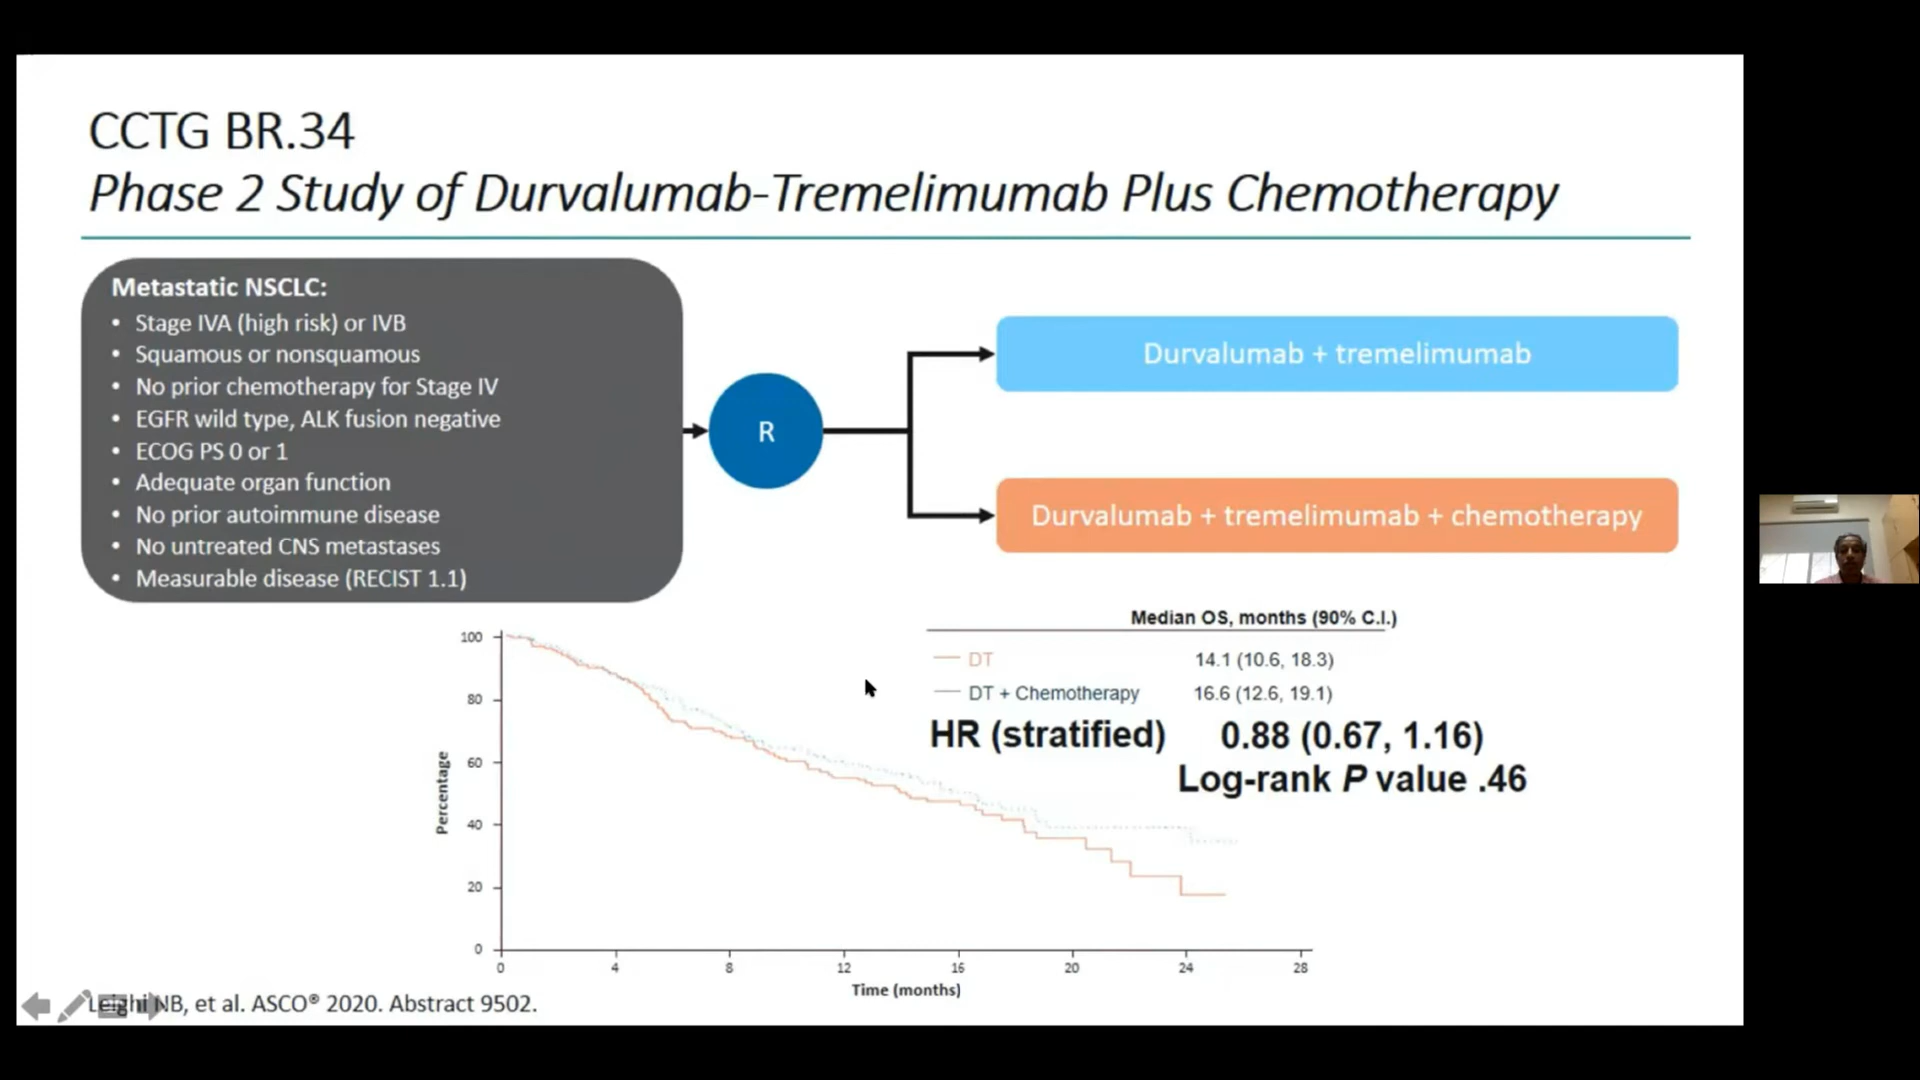 CCTG BR.34
Phase 2 Study of Durvalumab-Tremelimumab Plus Chemotherapy
Metastatic NSCLC:
• Stage IVA (high risk) or IVB
• Squamous or nonsquamous
• No prior chemotherapy for Stage IV
• EGFR wild type, ALK fusion negative
• ECOG PS 0 or 1
• Adequate organ function
• No prior autoimmune disease
• No untreated CNS metastases
• Measurable disease (RECIST 1.1)
R
Durvalumab + tremelimumab
Durvalumab + tremelimumab + chemotherapy
Median OS, months (90% C.I.)
DT 14.1 (10.6, 18.3)
DT + Chemotherapy 16.6 (12.6, 19.1)
HR (stratified) 0.88 (0.67, 1.16)
Log-rank P value .46
Percentage
100
80
60
40
20
0
0 4 8 12 16 20 24 28
Time (months)
Leighl NB, et al. ASCO® 2020. Abstract 9502.